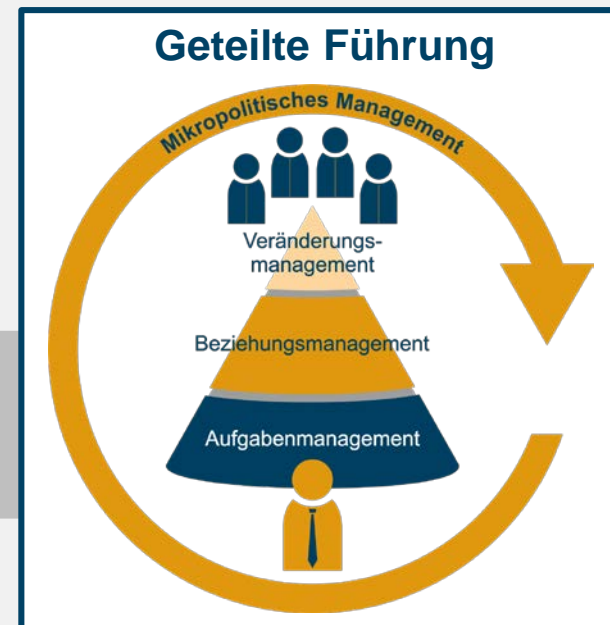 Geteilte Führung
Mikropolitisches Management
Veränderungs-
management
Beziehungsmanagement
Aufgabenmanagement